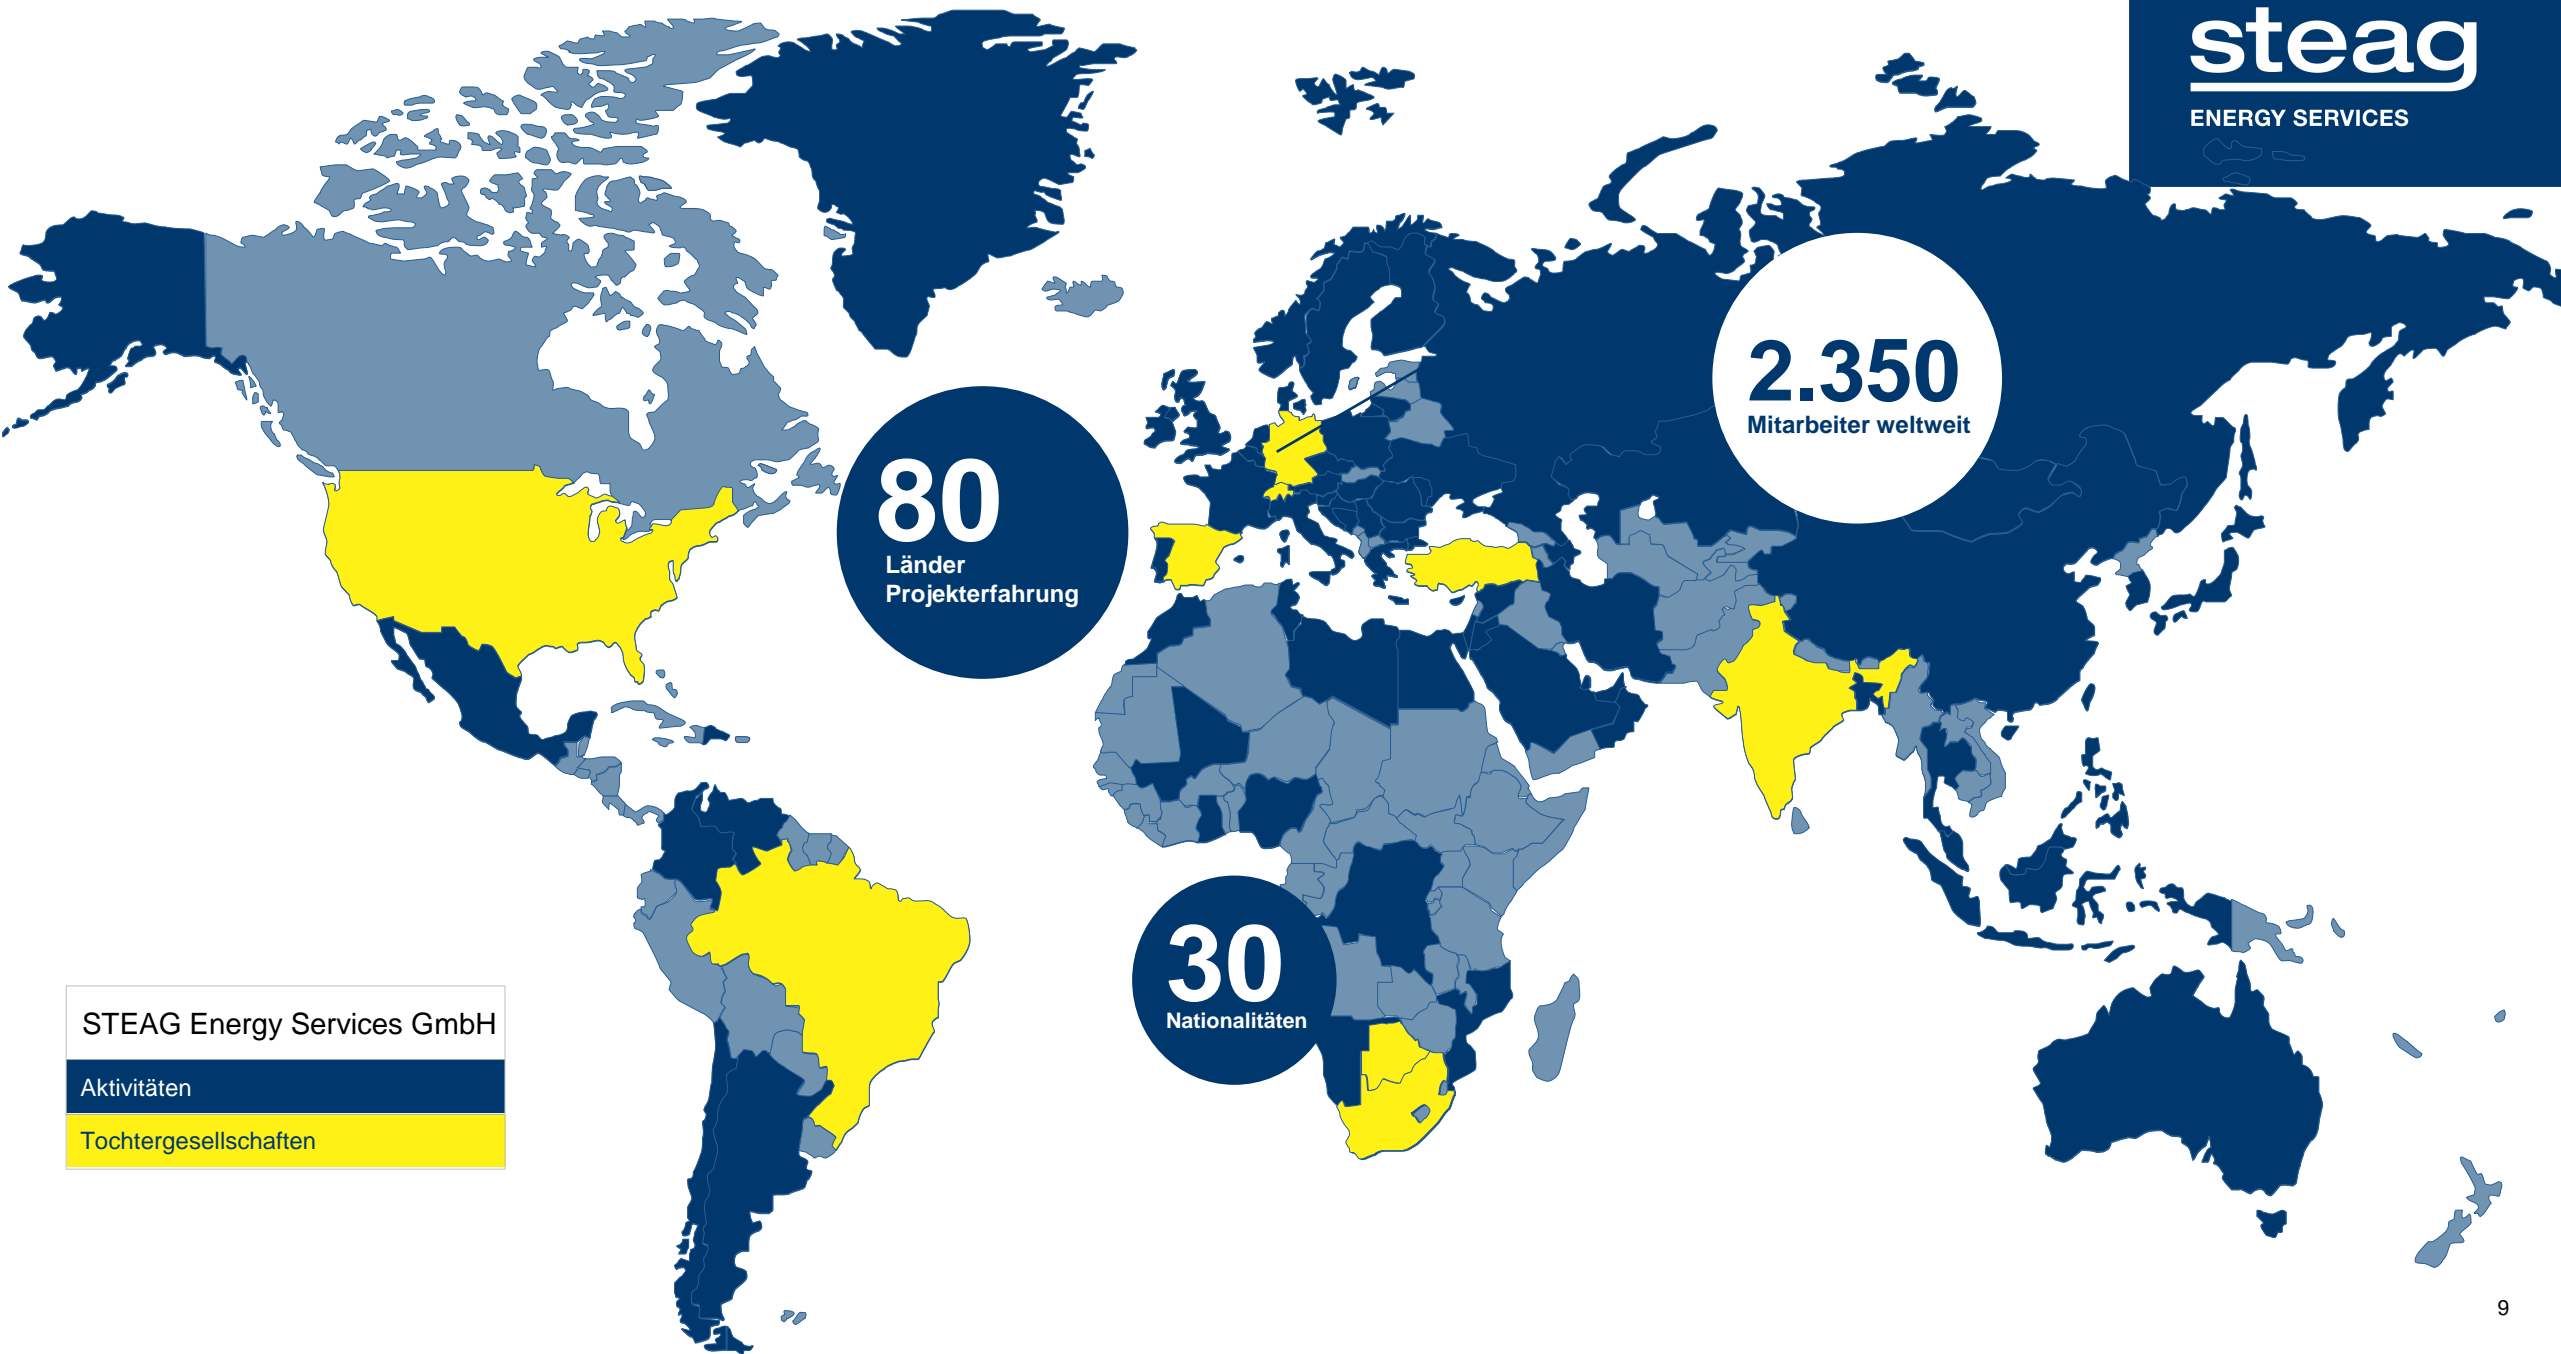 steag
ENERGY SERVICES
2.350
Mitarbeiter weltweit
80
Länder
Projekterfahrung
30
Nationalitäten
STEAG Energy Services GmbH
Aktivitäten
Tochtergesellschaften
9